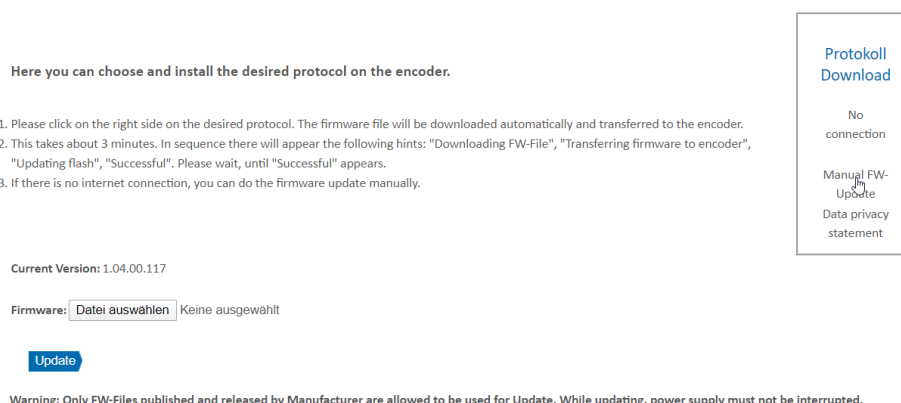 Here you can choose and install the desired protocol on the encoder.
1. Please click on the right side on the desired protocol. The firmware file will be downloaded automatically and transferred to the encoder.
2. This takes about 3 minutes. In sequence there will appear the following hints: "Downloading FW-File", "Transferring firmware to encoder",
"Updating flash", "Successful". Please wait, until "Successful" appears.
3. If there is no internet connection, you can do the firmware update manually.
Current Version: 1.04.00.117
Firmware: Datei auswählen Keine ausgewählt
Update
Warning: Only FW-Files published and released by Manufacturer are allowed to be used for Update. While updating, power supply must not be interrupted.
Protokoll
Download
No
connection
Manual FW-
Update
Data privacy
statement